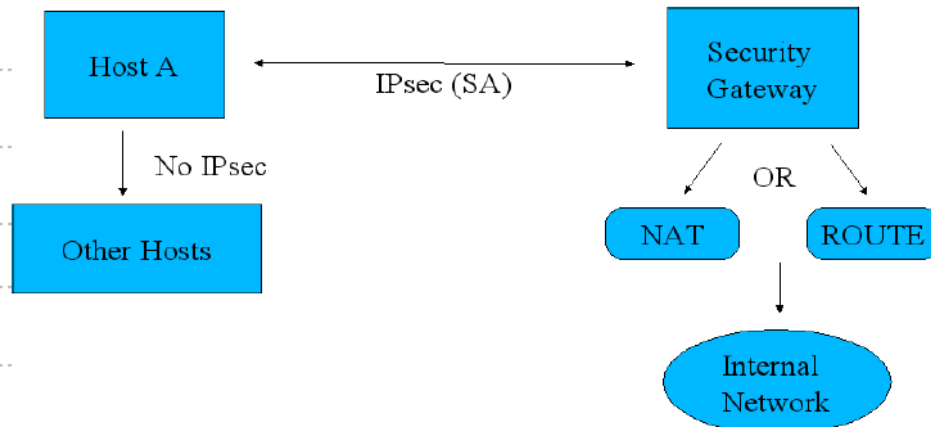 Host A
IPsec (SA)
Security
Gateway
No IPsec
OR
Other Hosts
NAT
ROUTE
Internal
Network